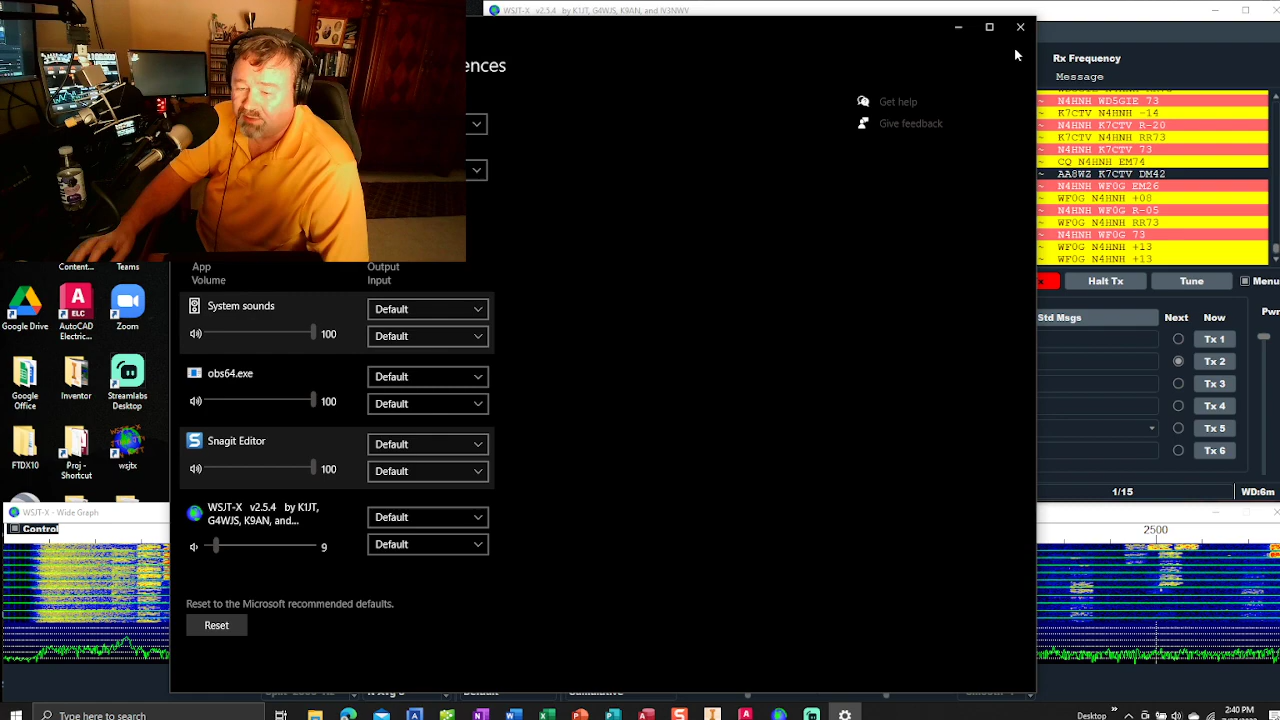 WSJT-X v2.5.4 by K1JT, G4WJS, K9AN, and IV3NWV
ences
Get help
Give feedback
Rx Frequency
Message
~ N4HNH WD5GIE 73
~ K7CTV N4HNH -14
~ N4HNH K7CTV R-20
~ K7CTV N4HNH RR73
~ N4HNH K7CTV 73
~ CQ N4HNH EM74
~ AA8WZ K7CTV DM42
~ N4HNH WF0G EM26
~ WF0G N4HNH +08
~ N4HNH WF0G R-05
~ WF0G N4HNH RR73
~ N4HNH WF0G 73
~ WF0G N4HNH +13
~ WF0G N4HNH +13
Halt Tx
Tune
Menu
Std Msgs
Next
Now
Pwr
Tx 1
Tx 2
Tx 3
Tx 4
Tx 5
Tx 6
1/15
WD:6m
Content...
Teams
Google Drive
AutoCAD
Electric...
Zoom
Google
Office
Inventor
Streamlabs
Desktop
FTDX10
Proj -
Shortcut
wsjtx
App
Volume
Output
Input
System sounds
Default
100
Default
obs64.exe
Default
100
Default
Snagit Editor
Default
100
Default
WSJT-X v2.5.4 by K1JT,
G4WJS, K9AN, and...
Default
9
Default
Reset to the Microsoft recommended defaults.
Reset
WSJT-X - Wide Graph
Controls
2500
Default
Cumulative
Type here to search
Desktop
2:40 PM